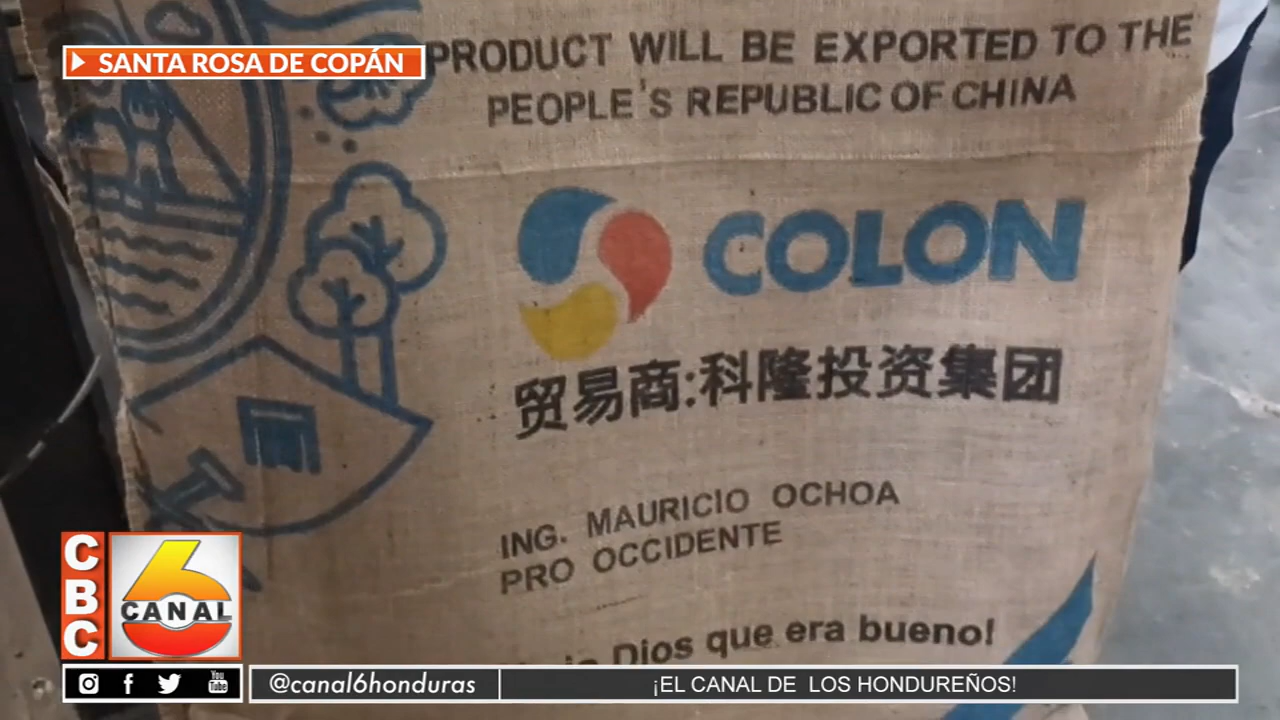 SANTA ROSA DE COPÁN
PRODUCT WILL BE EXPORTED TO THE
PEOPLE'S REPUBLIC OF CHINA
COLON
贸易商:科隆投资集团
ING. MAURICIO OCHOA
PRO OCCIDENTE
Dios que era bueno!
CBC
6
CANAL
You
Tube
@canal6honduras
¡EL CANAL DE LOS HONDUREÑOS!